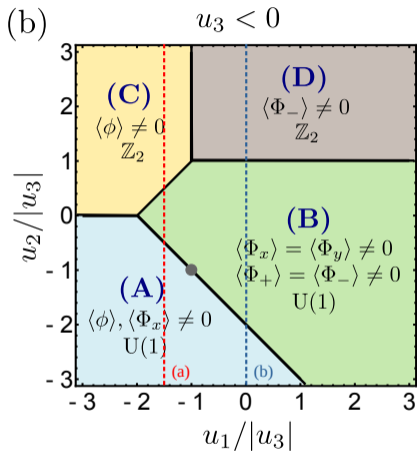 (b)
u₃ < 0
(C)
⟨ϕ⟩ ≠ 0
ℤ₂
(D)
⟨Φ₋⟩ ≠ 0
ℤ₂
(B)
⟨Φₓ⟩ = ⟨Φ_y⟩ ≠ 0
⟨Φ₊⟩ = ⟨Φ₋⟩ ≠ 0
U(1)
(A)
⟨ϕ⟩, ⟨Φₓ⟩ ≠ 0
U(1)
(a)
(b)
3
2
1
0
- 1
- 2
- 3
u₂/|u₃|
- 3 - 2 - 1 0 1 2 3
u₁/|u₃|